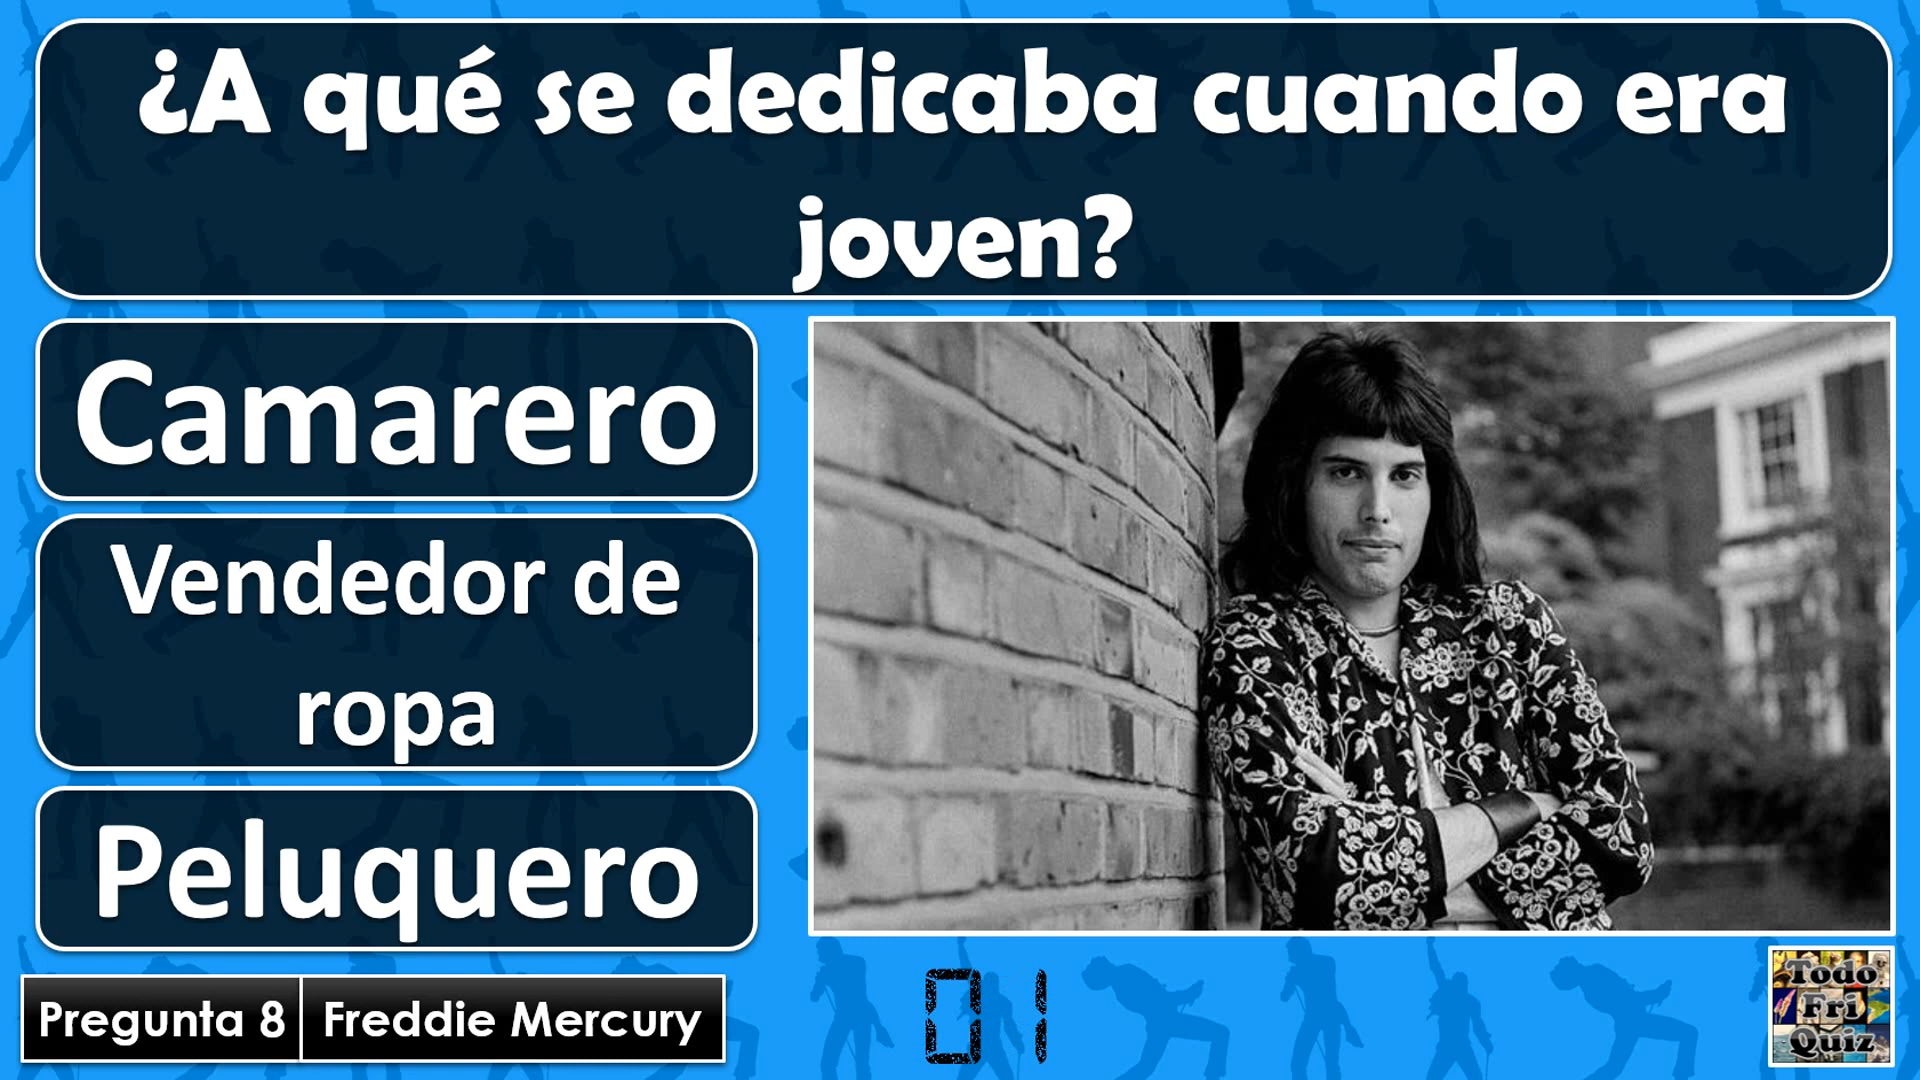 ¿A qué se dedicaba cuando era
joven?
Camarero
Vendedor de
ropa
Peluquero
Pregunta 8
Freddie Mercury
01
Todo
Fri
Quiz